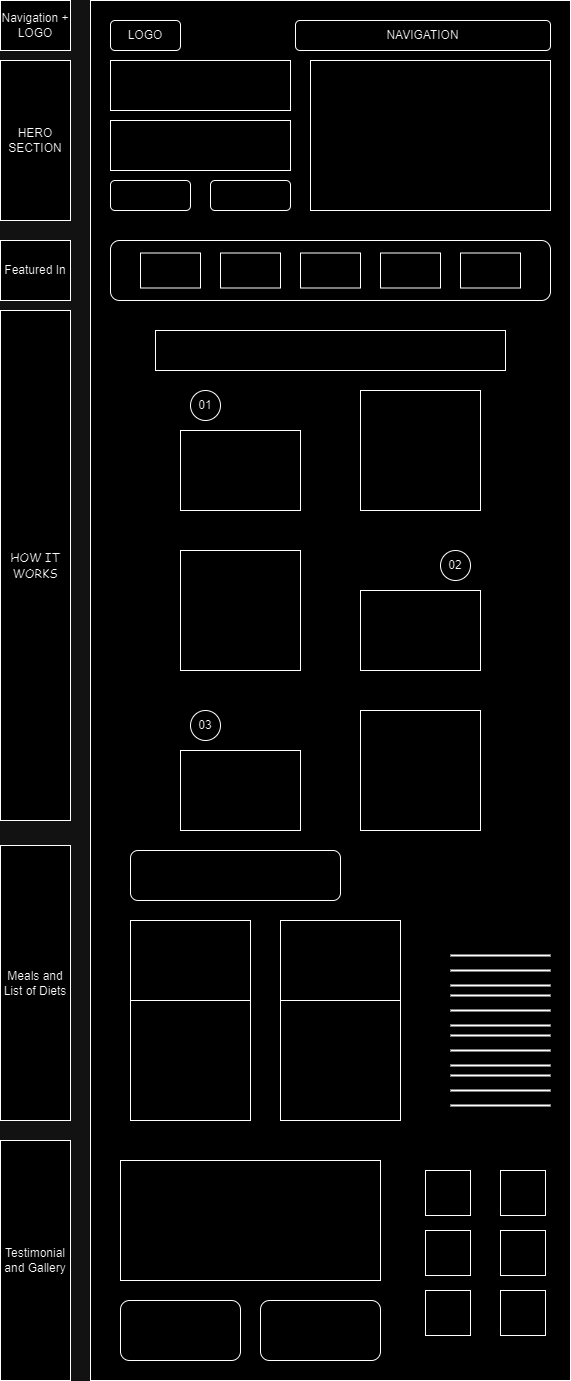 Navigation +
LOGO
LOGO
NAVIGATION
HERO
SECTION
Featured In
HOW IT
WORKS
01
02
03
Meals and
List of Diets
Testimonial
and Gallery